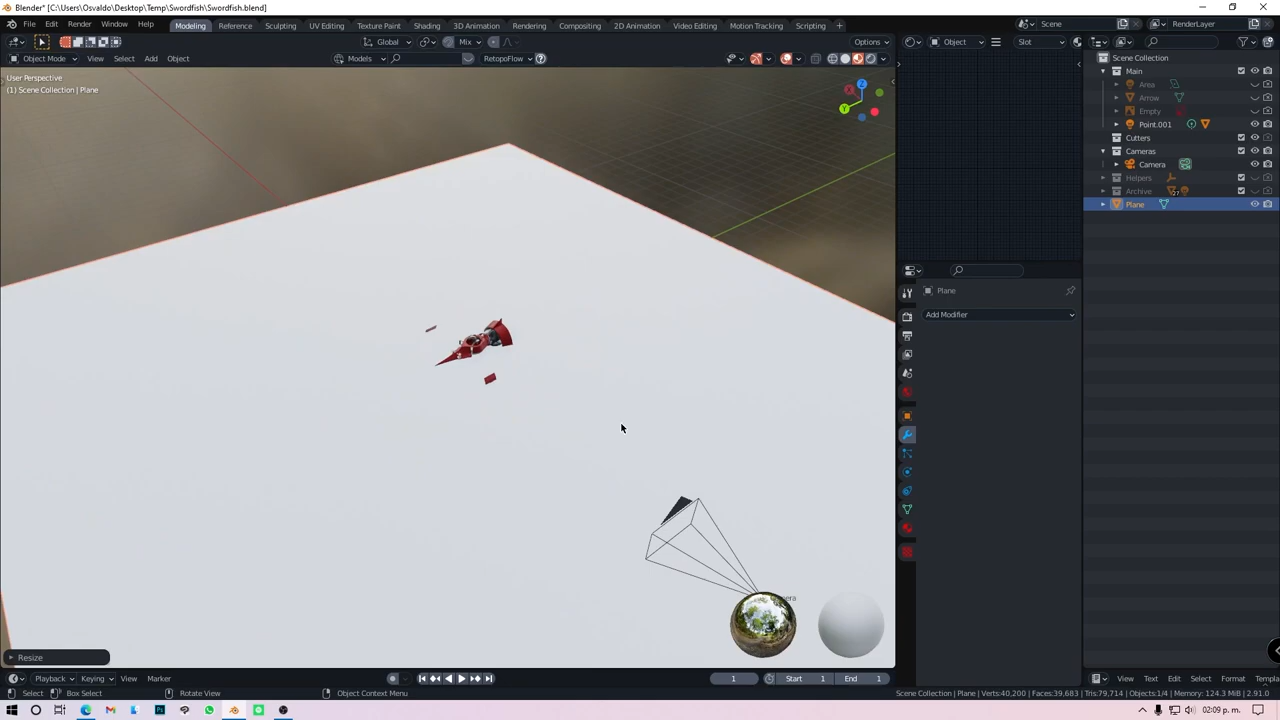 Blender* [C:\Users\Osvaldo\Desktop\Temp\Swordfish\Swordfish.blend]
File Edit Render Window Help Modeling Reference Sculpting UV Editing Texture Paint Shading 3D Animation Rendering Compositing 2D Animation Video Editing Motion Tracking Scripting + Scene RenderLayer
Global Mix Options Object Slot
Object Mode View Select Add Object Models RetopoFlow
Scene Collection
Main
User Perspective
(1) Scene Collection | Plane
Area
Arrow
Empty
Point.001
Cutters
Cameras
Camera
Helpers
Archive
27
Plane
X
Z
Y
Plane
Add Modifier
Resize
Playback Keying View Marker 1 Start 1 End 1 View Text Edit Select Format Templa
Select Box Select Rotate View Object Context Menu Scene Collection | Plane | Verts:40,200 | Faces:39,683 | Tris:79,714 | Objects:1/4 | Memory: 124.3 MiB | 2.91.0
02:09 p. m.